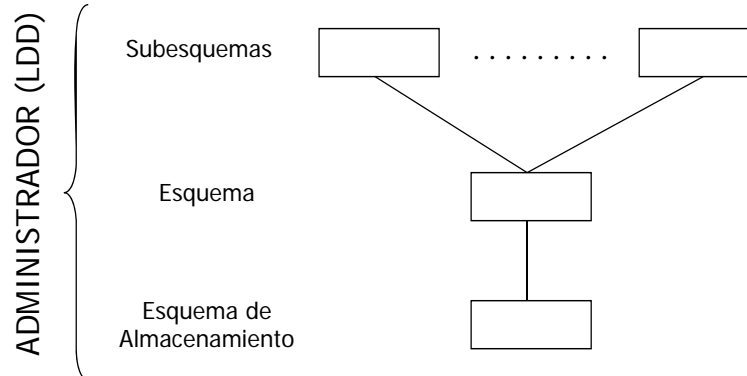 ADMINISTRADOR (LDD)
Subesquemas
. . . . . . . . .
Esquema
Esquema de
Almacenamiento